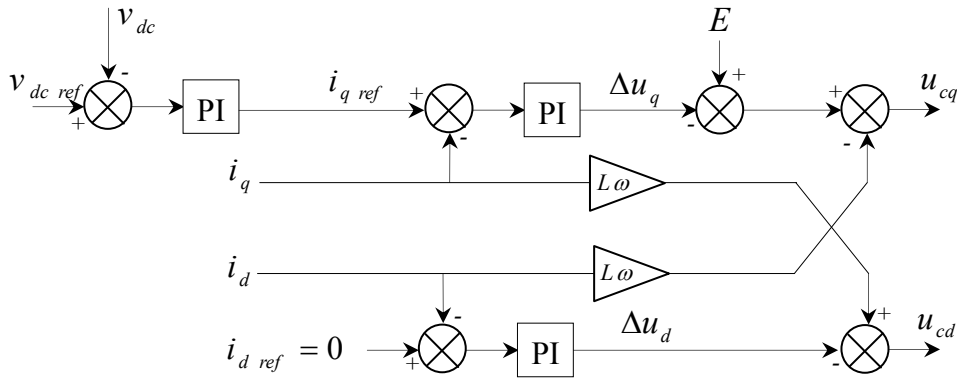 v_dc
E
v_dc ref
-
+
PI
i_q ref
+
-
PI
Δu_q
+
-
+
-
u_cq
i_q
Lω
i_d
Lω
-
+
i_d ref = 0
PI
Δu_d
+
-
u_cd